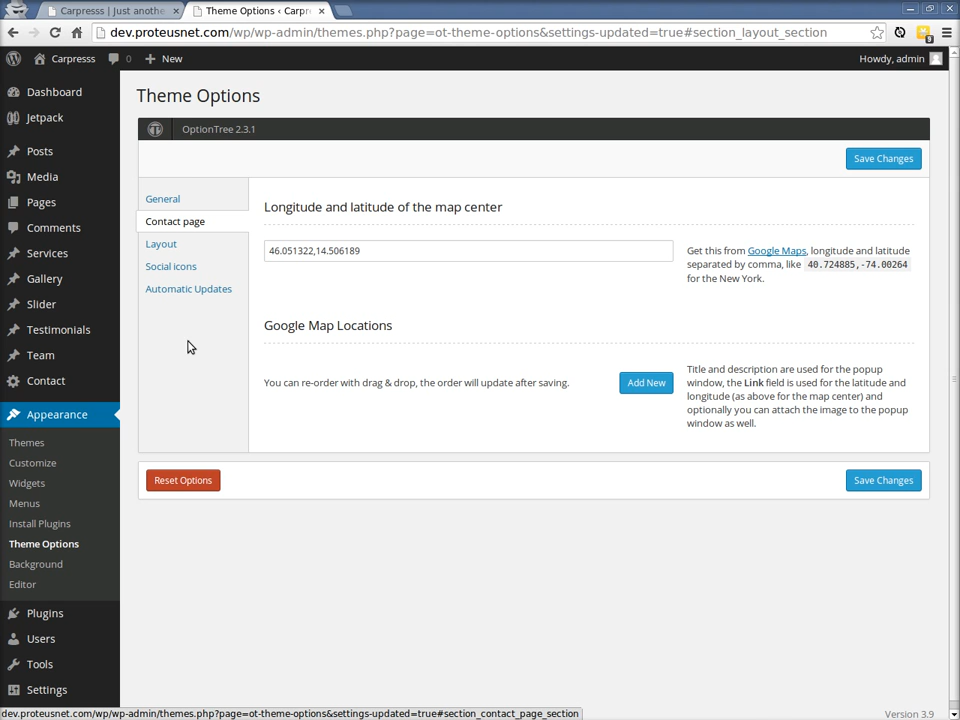 Carpresss | Just anothe
Theme Options ‹ Carpr
dev.proteusnet.com/wp/wp-admin/themes.php?page=ot-theme-options&settings-updated=true#section_layout_section
9
Carpresss
0
New
Howdy, admin
Dashboard
Jetpack
Posts
Media
Pages
Comments
Services
Gallery
Slider
Testimonials
Team
Contact
Appearance
Themes
Customize
Widgets
Menus
Install Plugins
Theme Options
Background
Editor
Plugins
Users
Tools
Settings
Theme Options
OptionTree 2.3.1
Save Changes
General
Contact page
Layout
Social icons
Automatic Updates
Longitude and latitude of the map center
46.051322,14.506189
Get this from Google Maps, longitude and latitude
separated by comma, like 40.724885,-74.00264
for the New York.
Google Map Locations
You can re-order with drag & drop, the order will update after saving.
Add New
Title and description are used for the popup
window, the Link field is used for the latitude and
longitude (as above for the map center) and
optionally you can attach the image to the popup
window as well.
Reset Options
Save Changes
dev.proteusnet.com/wp/wp-admin/themes.php?page=ot-theme-options&settings-updated=true#section_contact_page_section
Version 3.9